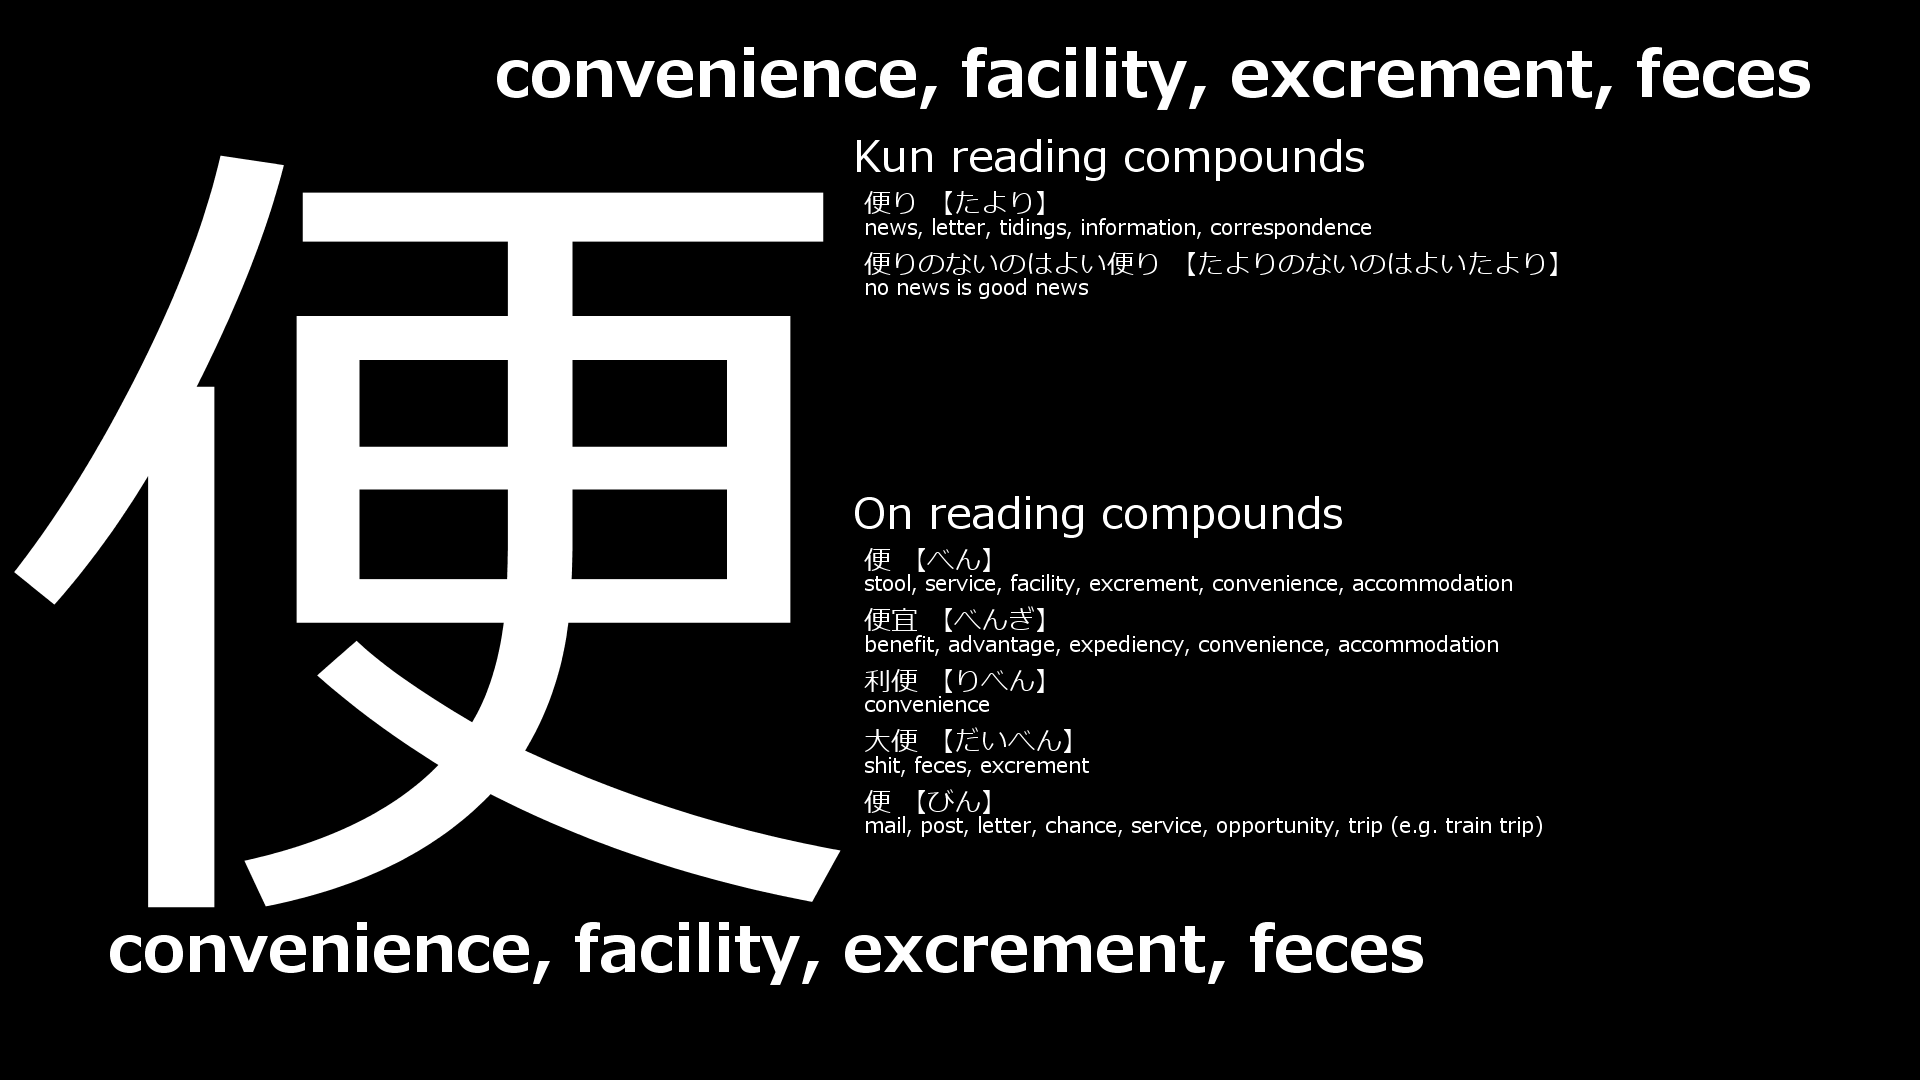 convenience, facility, excrement, feces
便
Kun reading compounds
便り 【たより】
news, letter, tidings, information, correspondence
便りのないのはよい便り 【たよりのないのはよいたより】
no news is good news
On reading compounds
便 【べん】
stool, service, facility, excrement, convenience, accommodation
便宜 【べんぎ】
benefit, advantage, expediency, convenience, accommodation
利便 【りべん】
convenience
大便 【だいべん】
shit, feces, excrement
便 【びん】
mail, post, letter, chance, service, opportunity, trip (e.g. train trip)
convenience, facility, excrement, feces